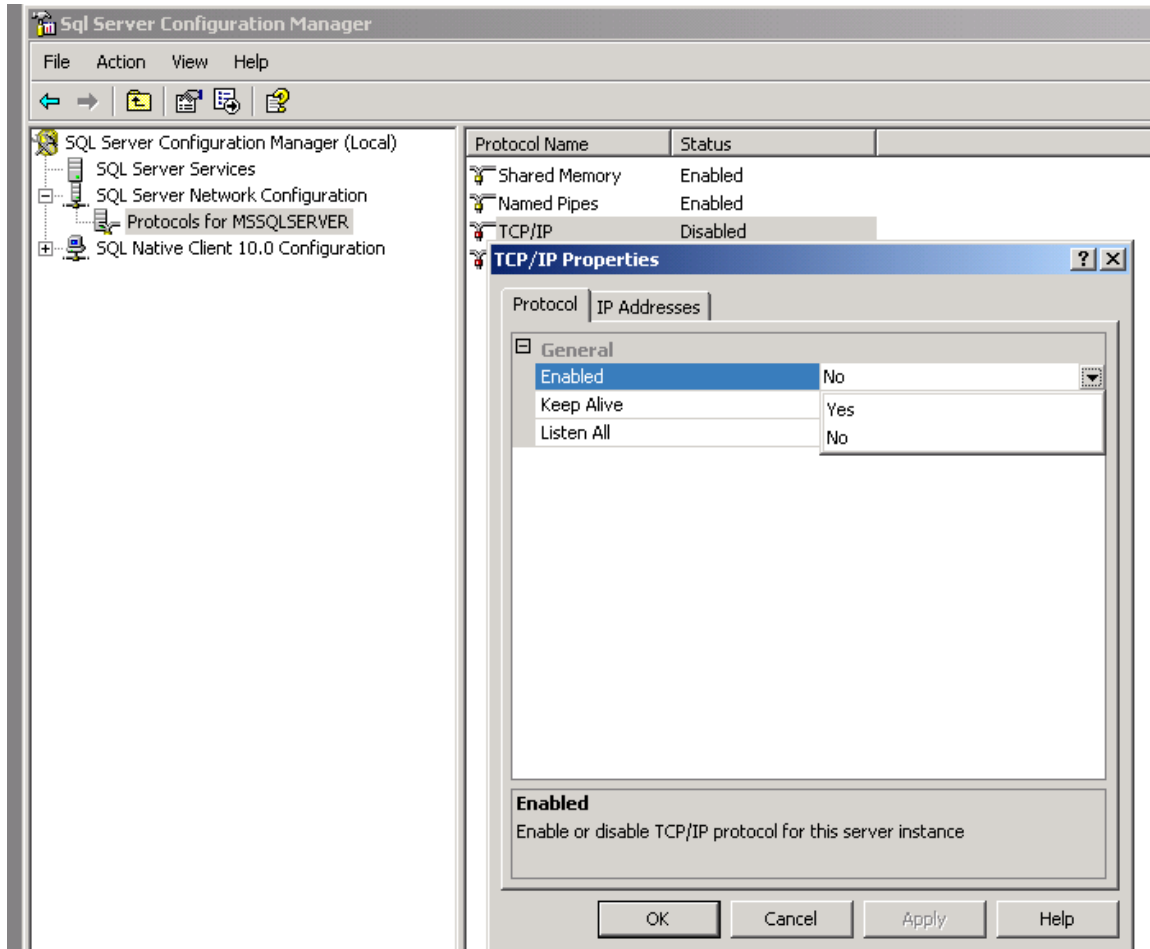 Sql Server Configuration Manager
File Action View Help
SQL Server Configuration Manager (Local)
SQL Server Services
SQL Server Network Configuration
Protocols for MSSQLSERVER
SQL Native Client 10.0 Configuration
Protocol Name Status
Shared Memory Enabled
Named Pipes Enabled
TCP/IP Disabled
TCP/IP Properties
Protocol IP Addresses
General
Enabled No
Keep Alive
Listen All
Yes
No
Enabled
Enable or disable TCP/IP protocol for this server instance
OK Cancel Apply Help